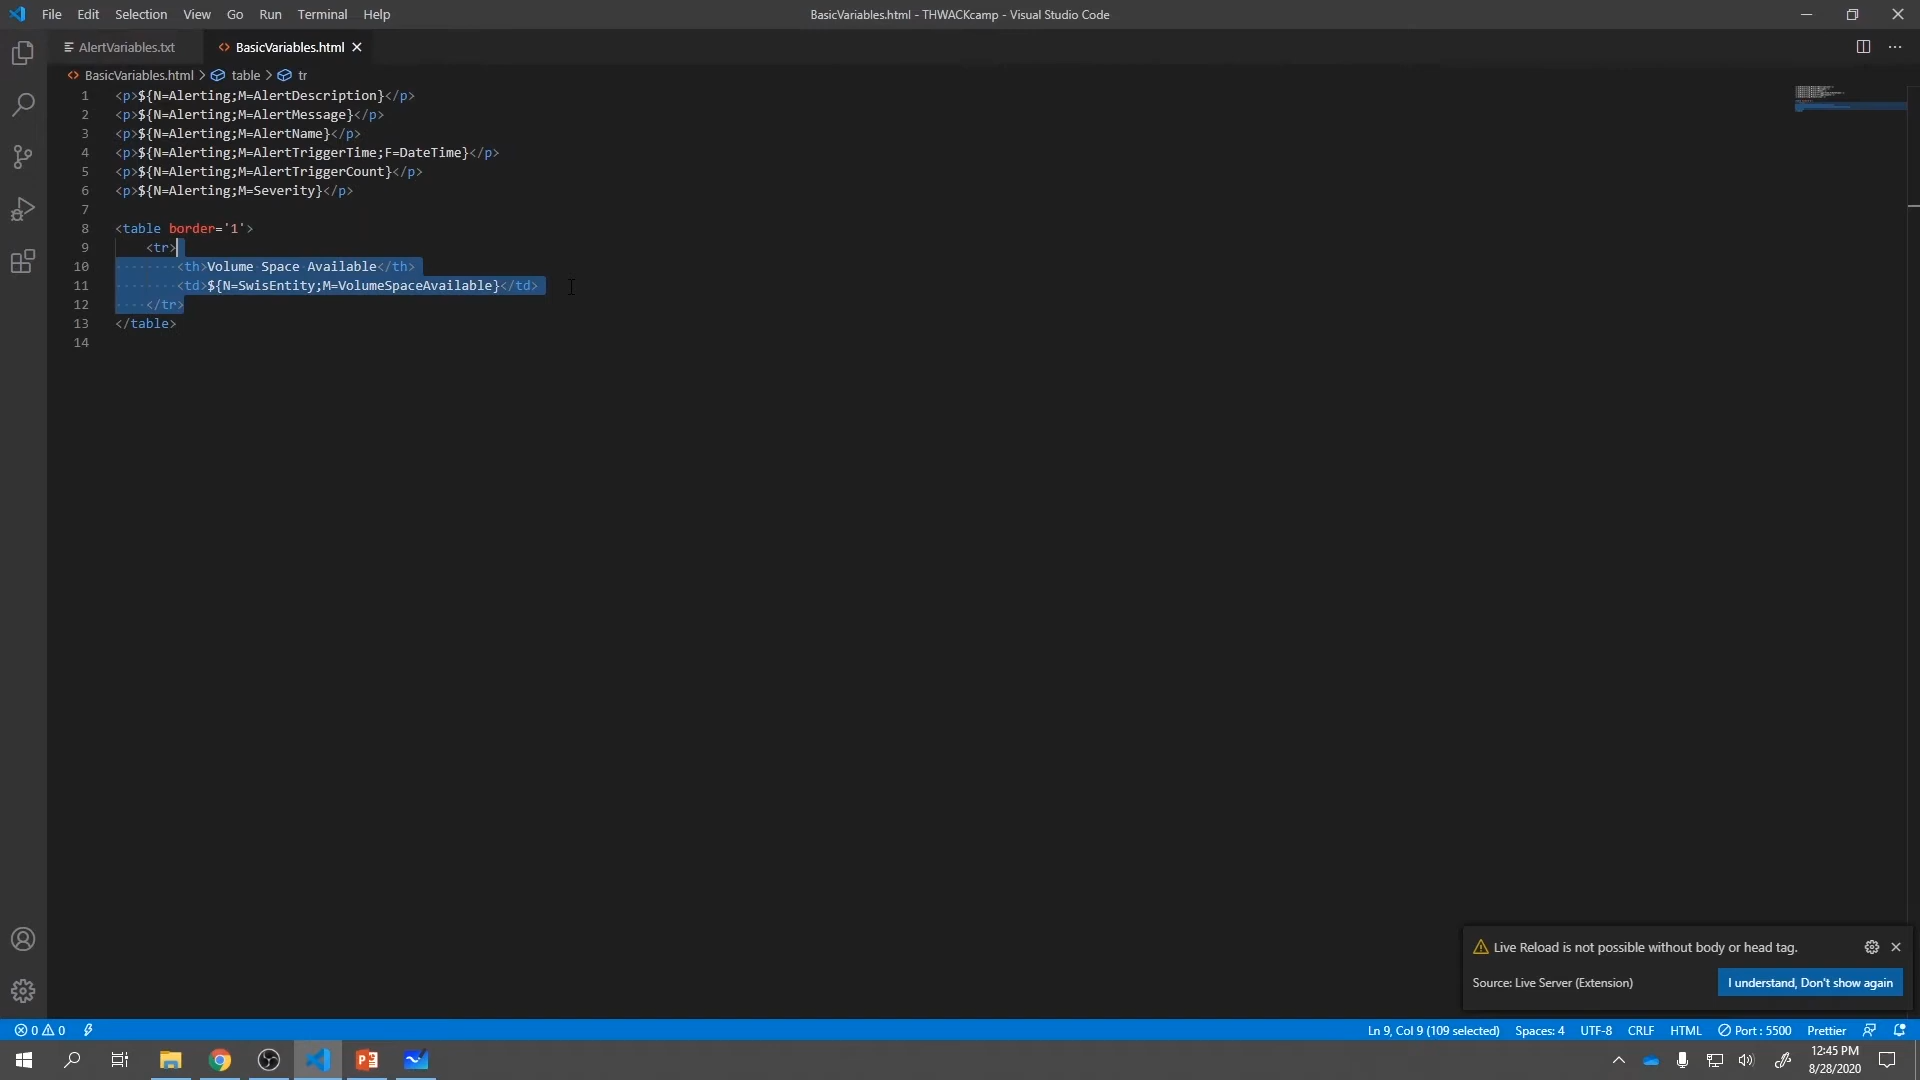 File Edit Selection View Go Run Terminal Help
BasicVariables.html - THWACKcamp - Visual Studio Code
AlertVariables.txt
BasicVariables.html
BasicVariables.html > table > tr
1 <p>${N=Alerting;M=AlertDescription}</p>
2 <p>${N=Alerting;M=AlertMessage}</p>
3 <p>${N=Alerting;M=AlertName}</p>
4 <p>${N=Alerting;M=AlertTriggerTime;F=DateTime}</p>
5 <p>${N=Alerting;M=AlertTriggerCount}</p>
6 <p>${N=Alerting;M=Severity}</p>
7
8 <table border='1'>
9 <tr>
10 <th>Volume Space Available</th>
11 <td>${N=SwisEntity;M=VolumeSpaceAvailable}</td>
12 </tr>
13 </table>
14
Live Reload is not possible without body or head tag.
Source: Live Server (Extension)
I understand, Don't show again
0 0
Ln 9, Col 9 (109 selected) Spaces: 4 UTF-8 CRLF HTML Port : 5500 Prettier
12:45 PM
8/28/2020